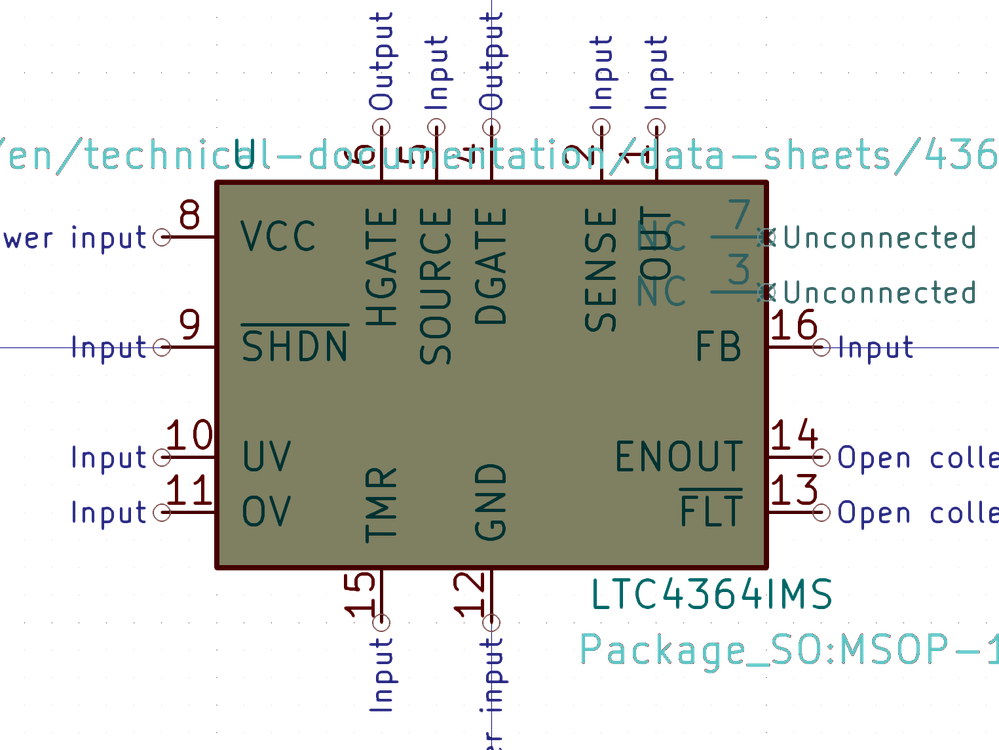 Output
Input
Output
Input
Input
6
5
4
2
1
/en/technical-documentation/data-sheets/436
U
8
VCC
HGATE
SOURCE
DGATE
SENSE
OUT
NC
7
wer input
Unconnected
NC
3
Unconnected
9
SHDN
Input
FB
16
Input
10
UV
Input
ENOUT
14
Open colle
11
OV
Input
TMR
GND
FLT
13
Open colle
15
12
LTC4364IMS
Package_SO:MSOP-1
Input
er input